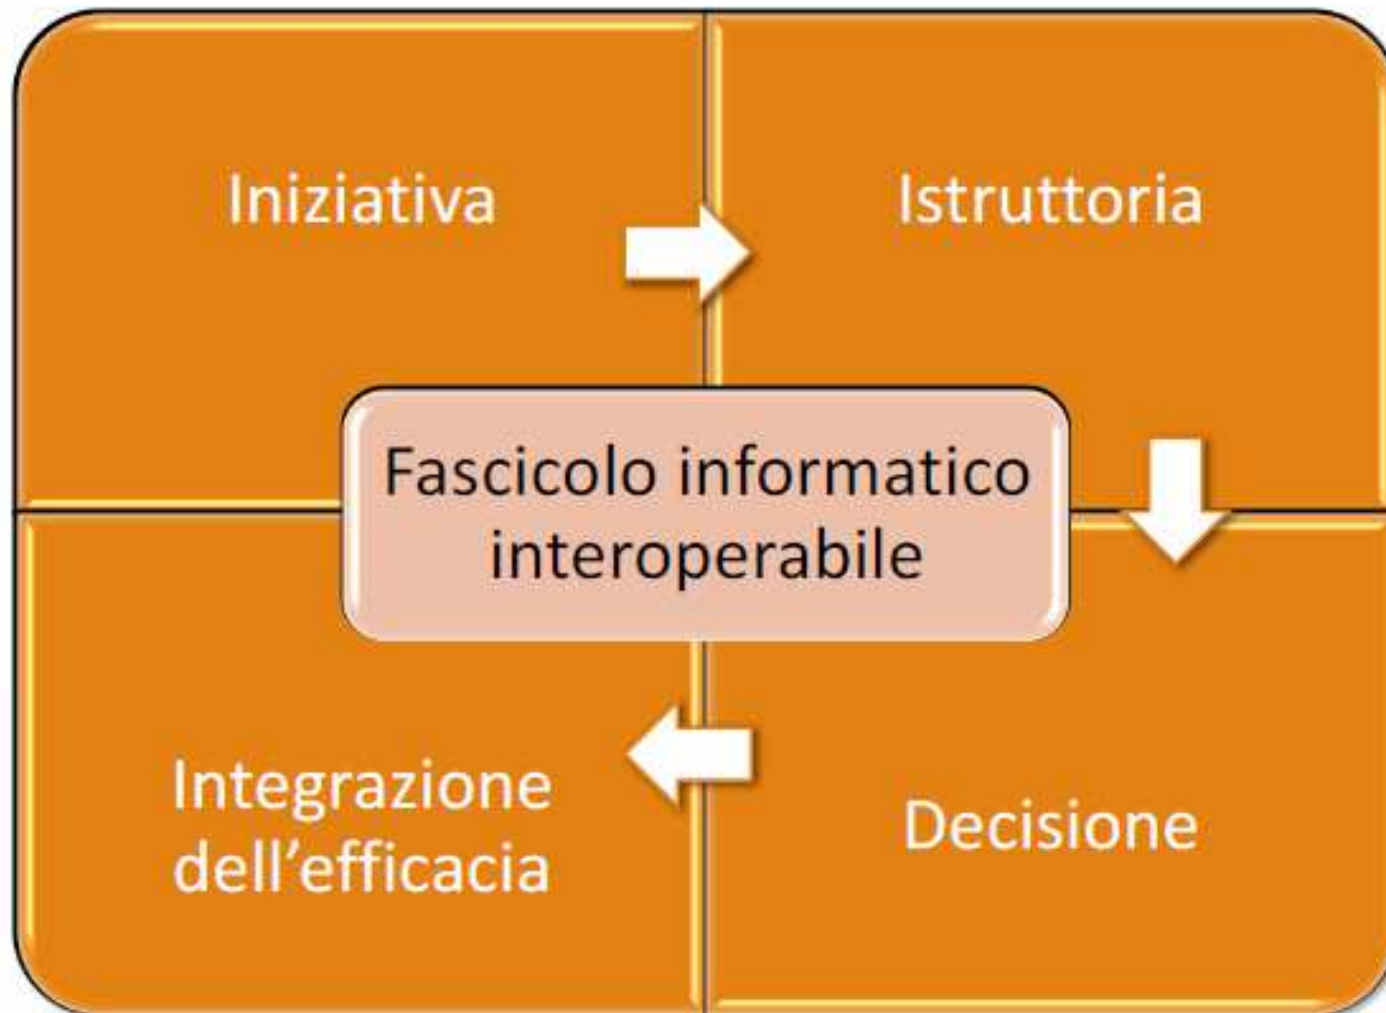 Iniziativa
Istruttoria
Fascicolo informatico
interoperabile
Integrazione
dell’efficacia
Decisione